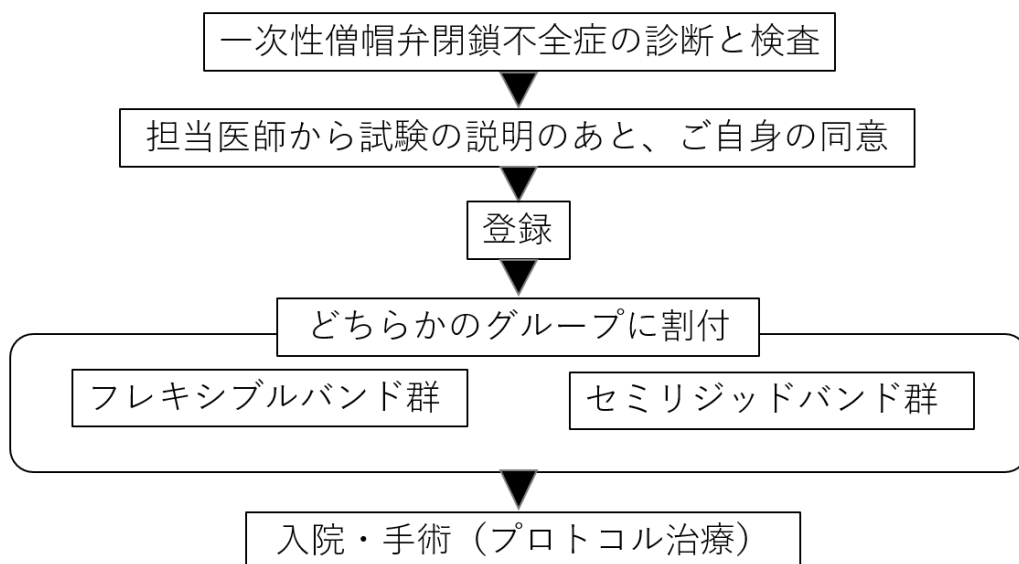 一次性僧帽弁閉鎖不全症の診断と検査
担当医師から試験の説明のあと、ご自身の同意
登録
どちらかのグループに割付
フレキシブルバンド群
セミリジッドバンド群
入院・手術（プロトコル治療）